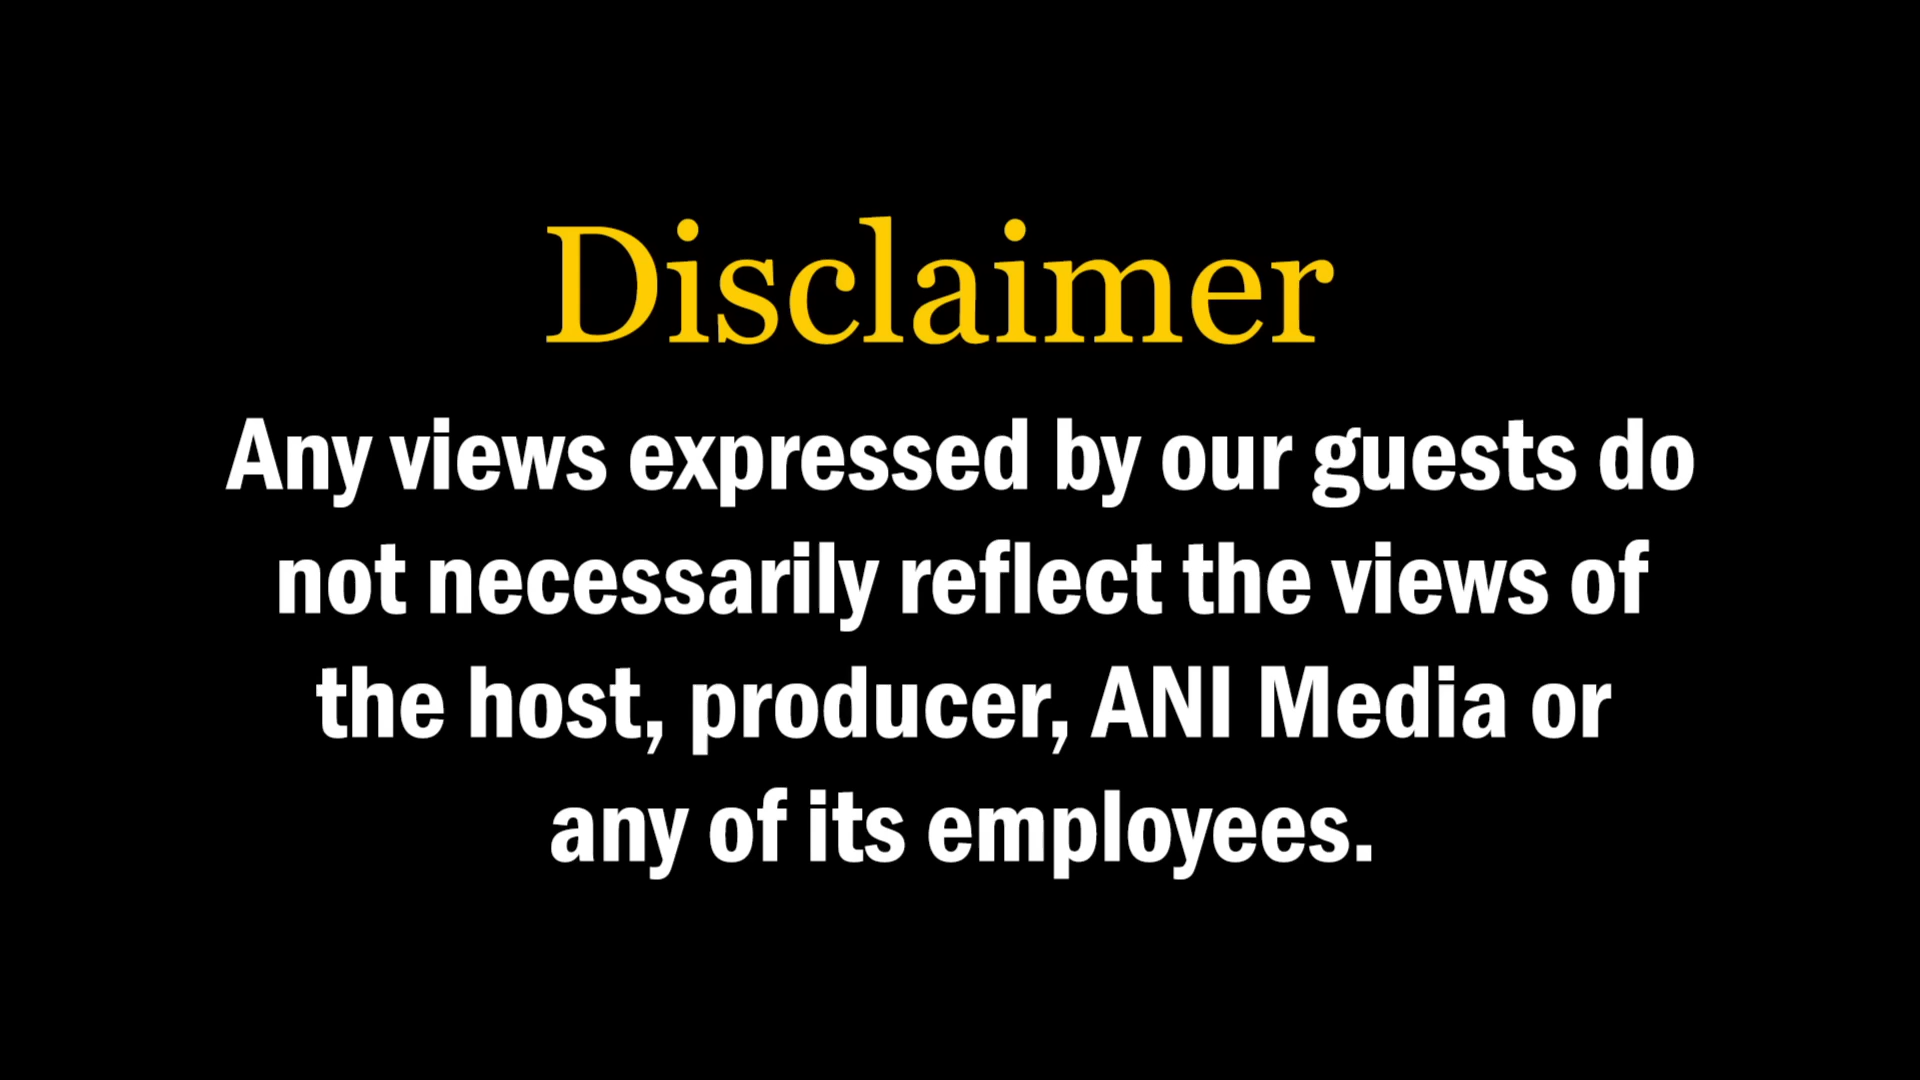 Disclaimer
Any views expressed by our guests do
not necessarily reflect the views of
the host, producer, ANI Media or
any of its employees.